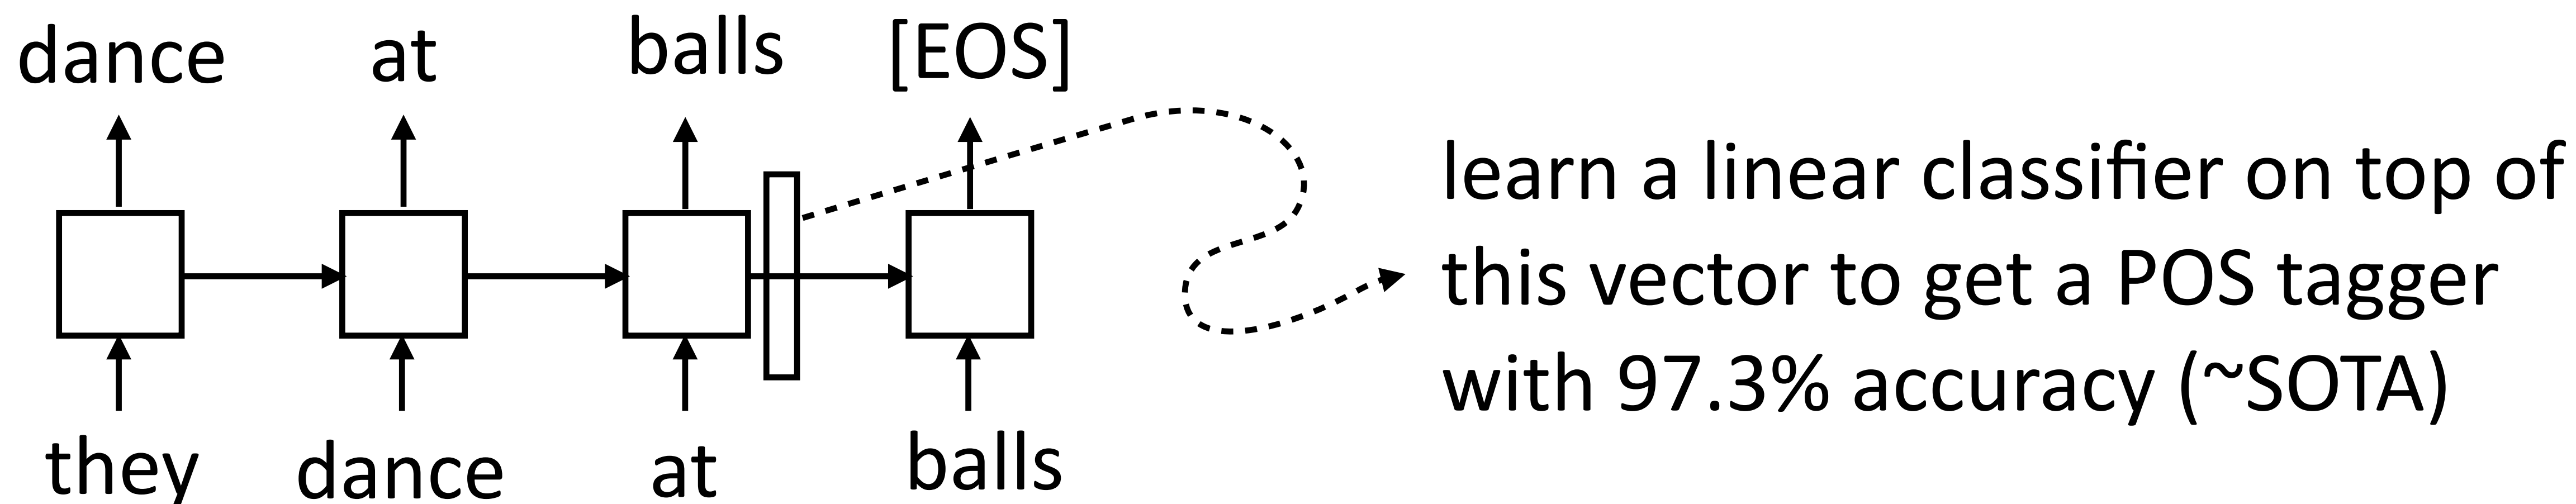 dance at balls [EOS]
they dance at balls
learn a linear classifier on top of
this vector to get a POS tagger
with 97.3% accuracy (~SOTA)